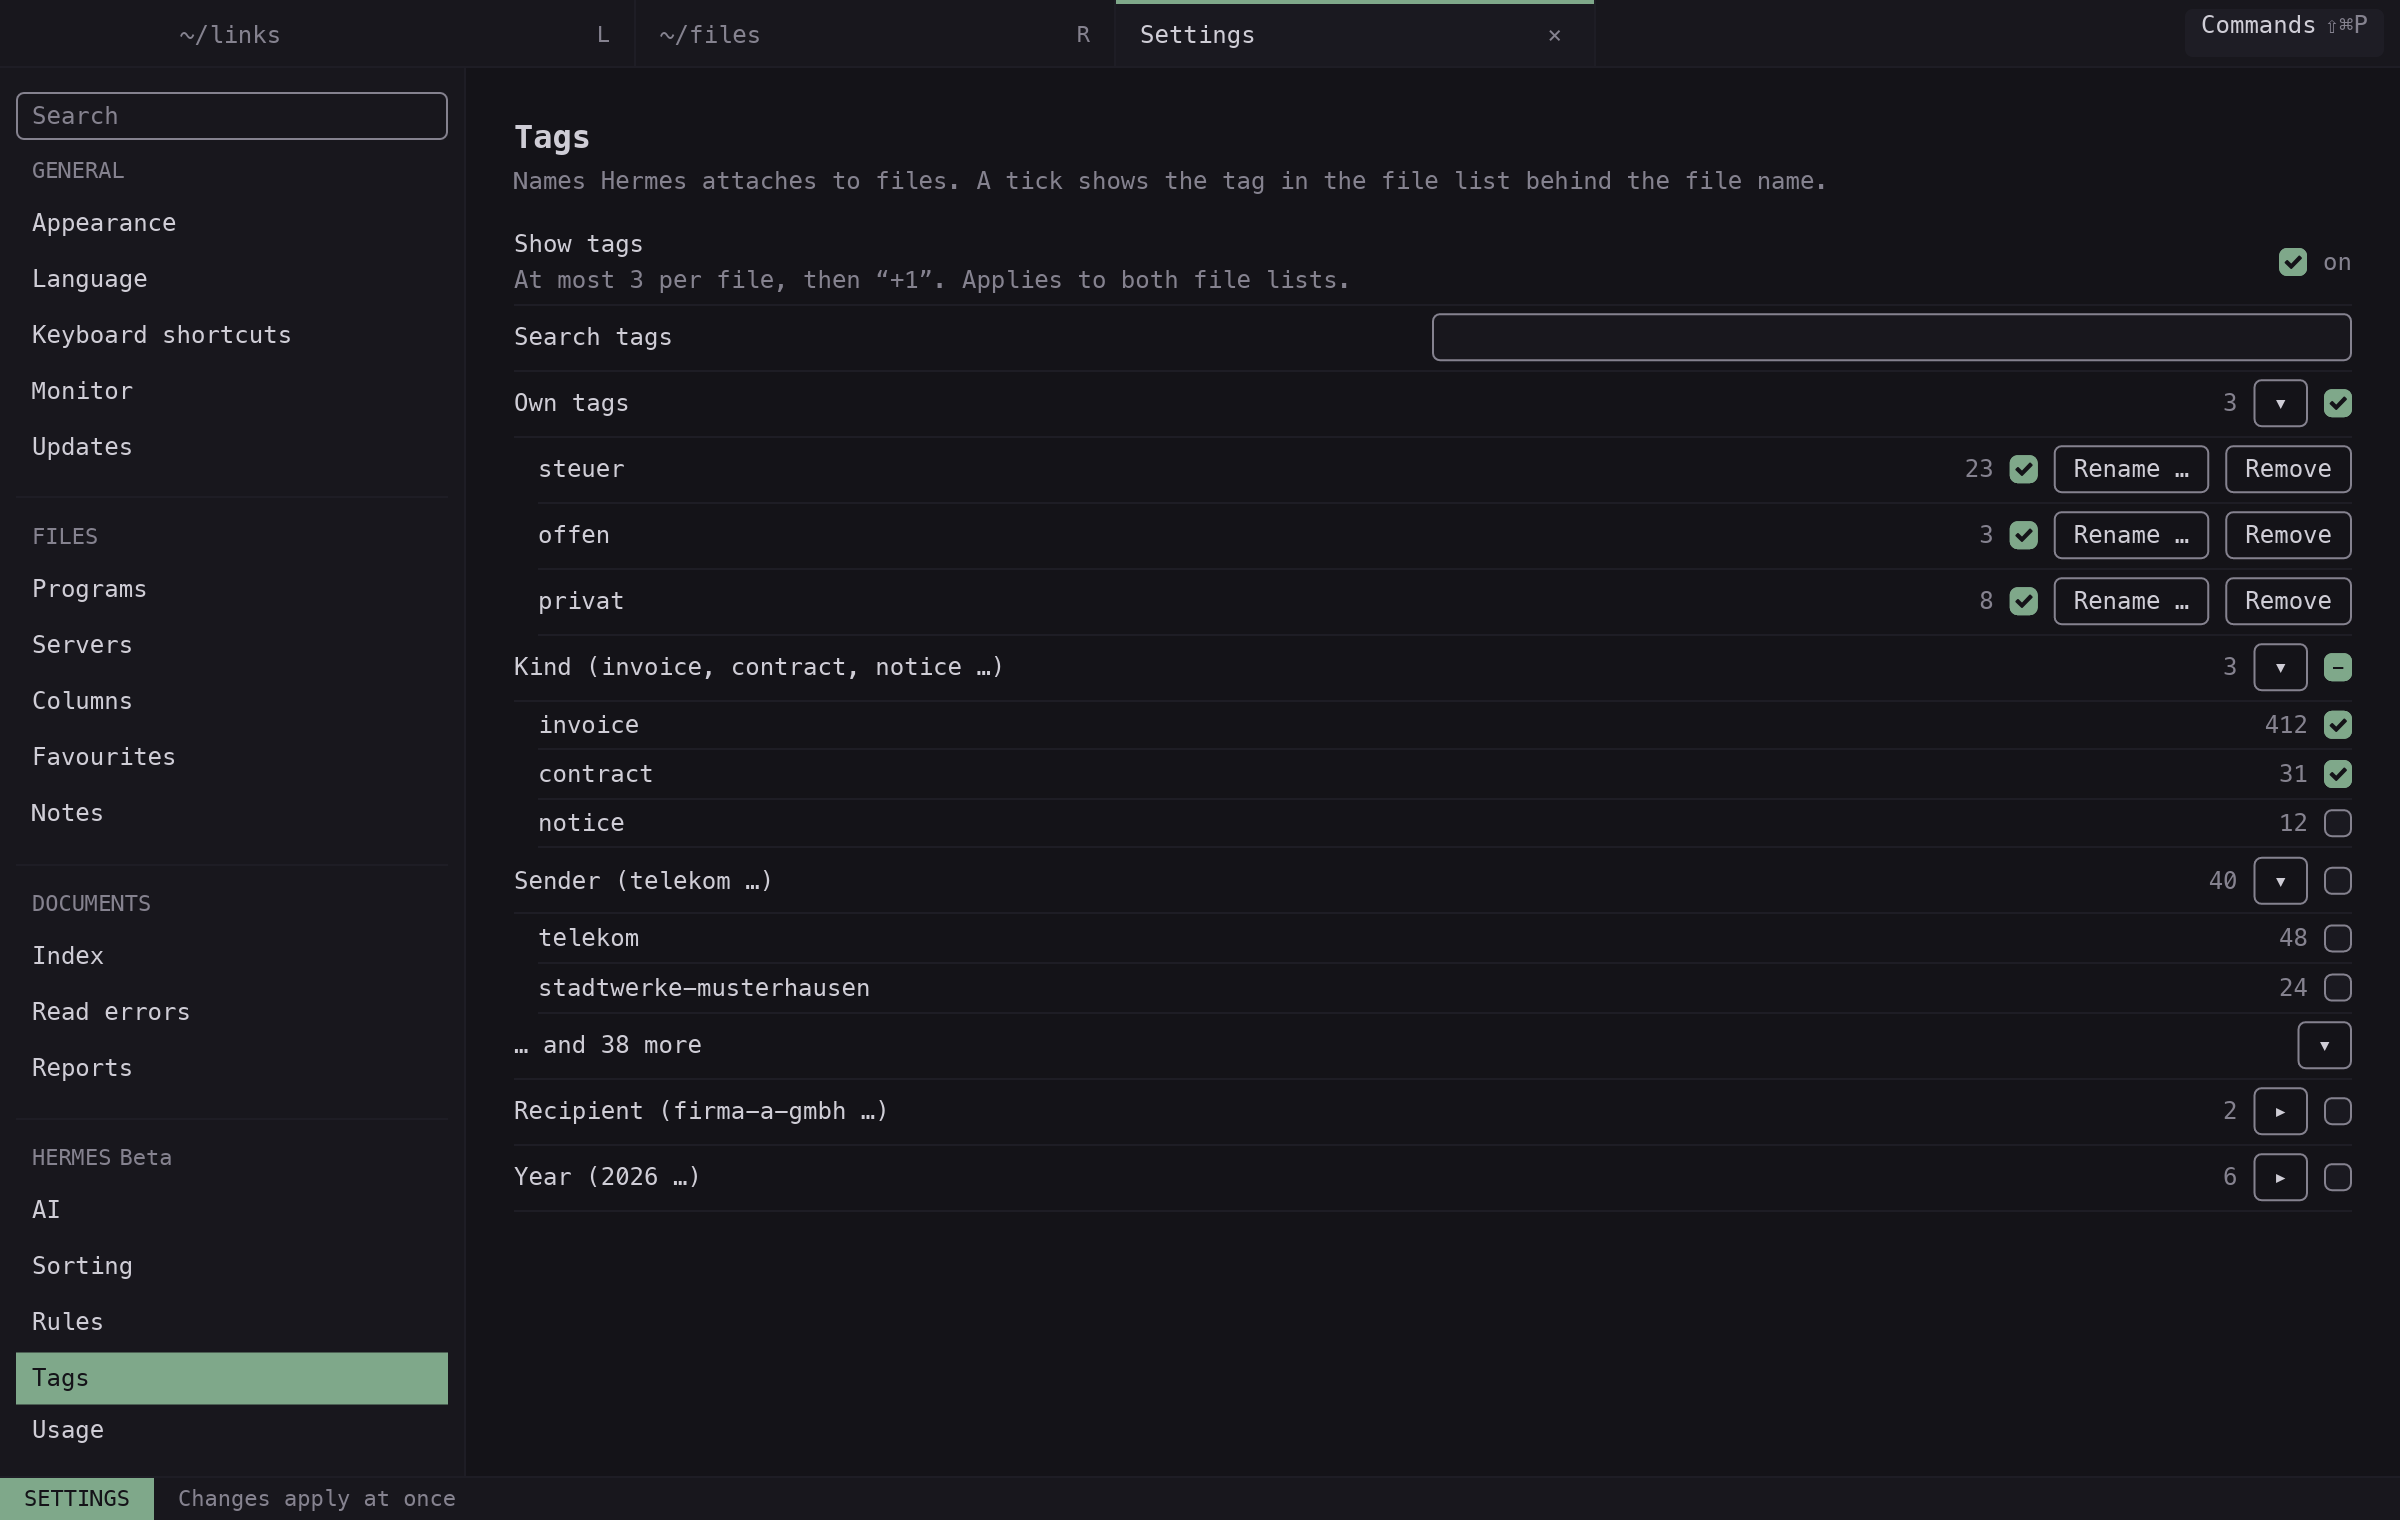 ~/links L ~/files R Settings × Commands ⇧⌘P
Search
GENERAL
Appearance
Language
Keyboard shortcuts
Monitor
Updates
FILES
Programs
Servers
Columns
Favourites
Notes
DOCUMENTS
Index
Read errors
Reports
HERMES Beta
AI
Sorting
Rules
Tags
Usage
Tags
Names Hermes attaches to files. A tick shows the tag in the file list behind the file name.
Show tags
At most 3 per file, then “+1”. Applies to both file lists.
on
Search tags
Own tags 3 ▾
steuer 23 Rename … Remove
offen 3 Rename … Remove
privat 8 Rename … Remove
Kind (invoice, contract, notice …) 3 ▾
invoice 412
contract 31
notice 12
Sender (telekom …) 40 ▾
telekom 48
stadtwerke-musterhausen 24
… and 38 more ▾
Recipient (firma-a-gmbh …) 2 ▸
Year (2026 …) 6 ▸
SETTINGS Changes apply at once